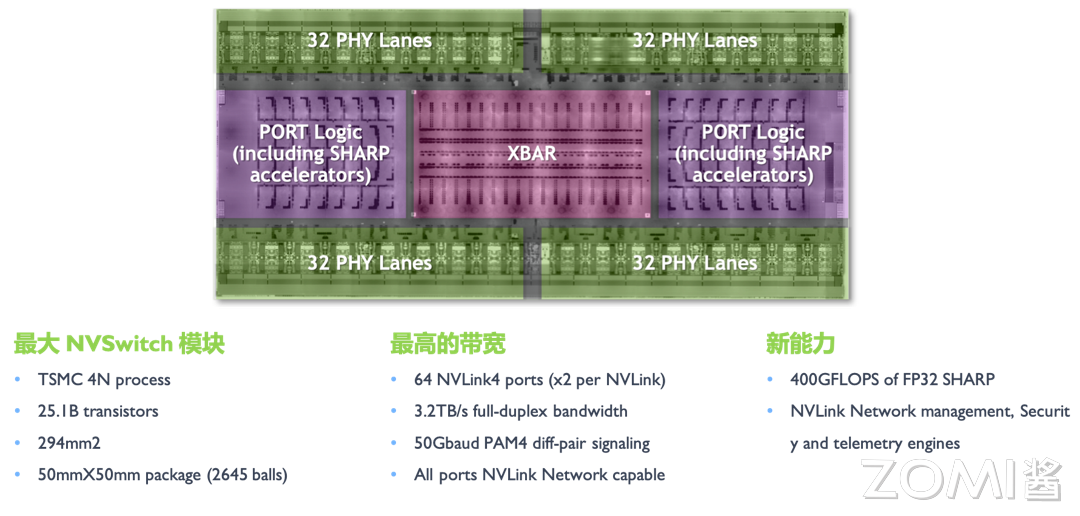 32 PHY Lanes
32 PHY Lanes
PORT Logic
(including SHARP
accelerators)
XBAR
PORT Logic
(including SHARP
accelerators)
32 PHY Lanes
32 PHY Lanes
最大 NVSwitch 模块
• TSMC 4N process
• 25.1B transistors
• 294mm2
• 50mmX50mm package (2645 balls)
最高的带宽
• 64 NVLink4 ports (x2 per NVLink)
• 3.2TB/s full-duplex bandwidth
• 50Gbaud PAM4 diff-pair signaling
• All ports NVLink Network capable
新能力
• 400GFLOPS of FP32 SHARP
• NVLink Network management, Securit
y and telemetry engines
ZOMI酱